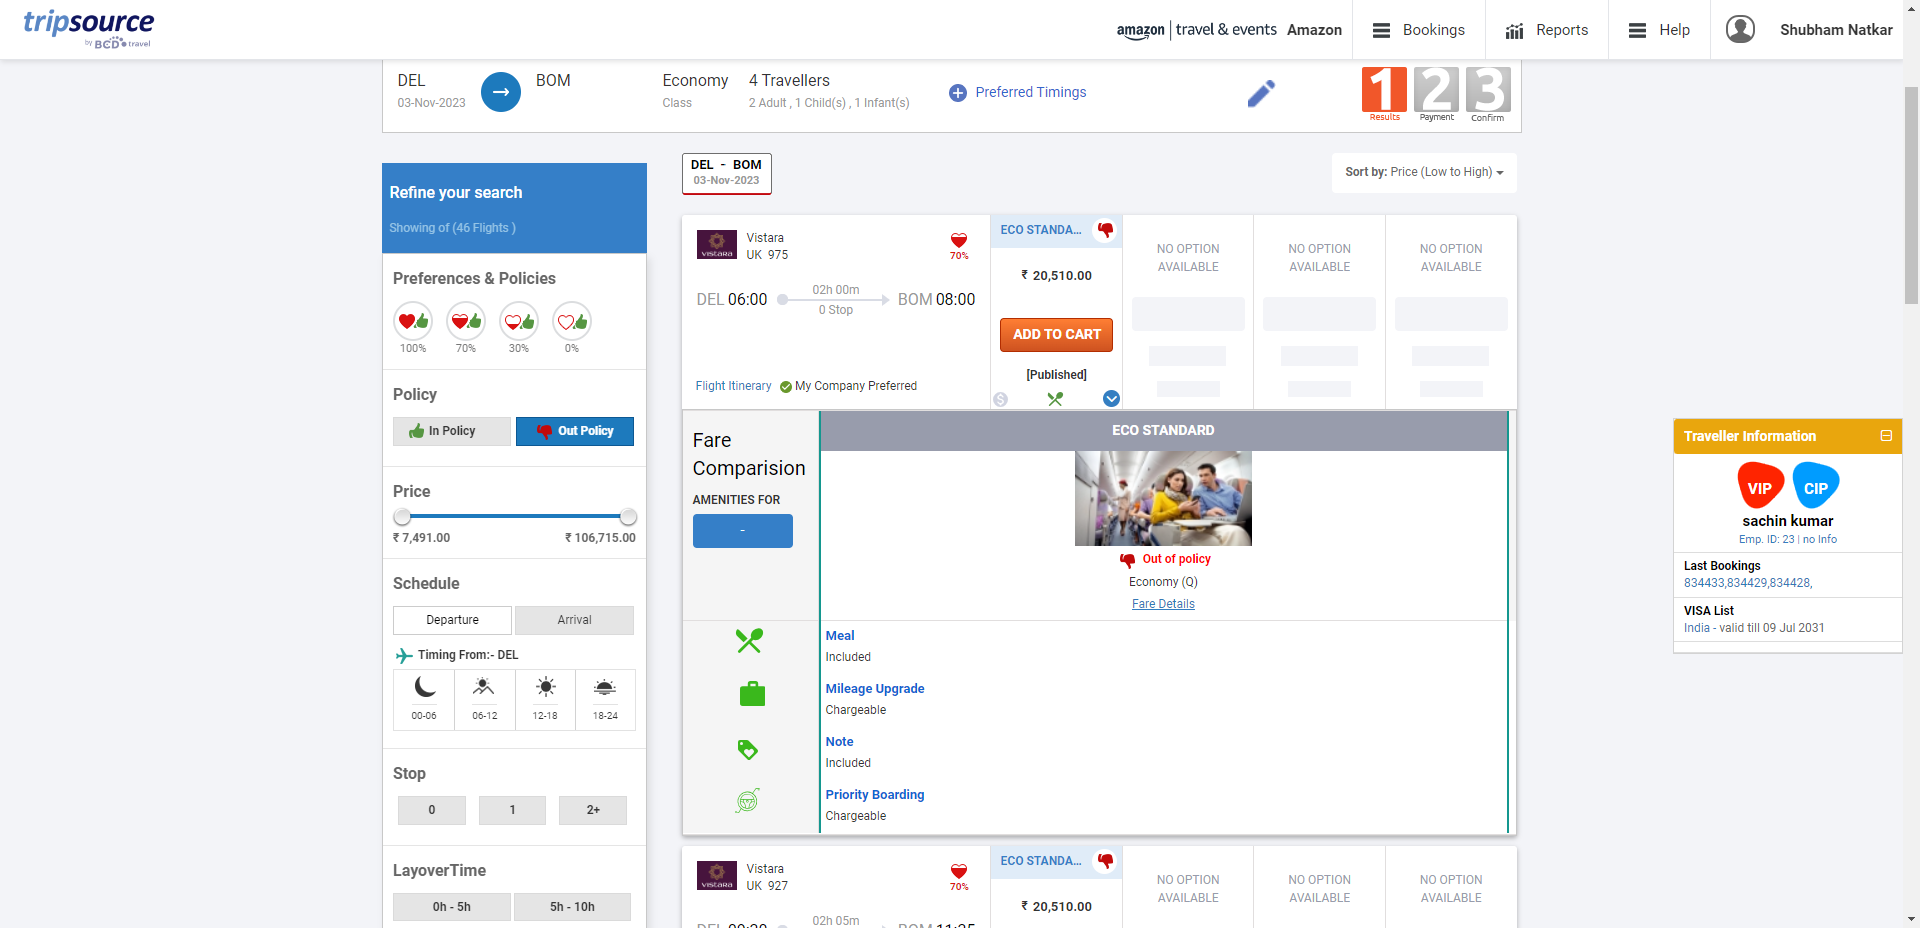 tripsource
by BCD travel
amazon | travel & events Amazon
Bookings
Reports
Help
Shubham Natkar
DEL
03-Nov-2023
BOM
Economy
Class
4 Travellers
2 Adult , 1 Child(s) , 1 Infant(s)
Preferred Timings
1 2 3
Results Payment Confirm
Refine your search
Showing of (46 Flights )
Preferences & Policies
100% 70% 30% 0%
Policy
In Policy Out Policy
Price
₹ 7,491.00 ₹ 106,715.00
Schedule
Departure Arrival
Timing From:- DEL
00-06 06-12 12-18 18-24
Stop
0 1 2+
LayoverTime
0h - 5h 5h - 10h
DEL - BOM
03-Nov-2023
Sort by: Price (Low to High)
VISTARA
Vistara
UK 975
70%
DEL 06:00
02h 00m
0 Stop
BOM 08:00
Flight Itinerary My Company Preferred
ECO STANDA...
₹ 20,510.00
ADD TO CART
[Published]
NO OPTION
AVAILABLE
NO OPTION
AVAILABLE
NO OPTION
AVAILABLE
Fare
Comparision
AMENITIES FOR
-
ECO STANDARD
Out of policy
Economy (Q)
Fare Details
Meal
Included
Mileage Upgrade
Chargeable
Note
Included
Priority Boarding
Chargeable
VISTARA
Vistara
UK 927
70%
02h 05m
ECO STANDA...
₹ 20,510.00
NO OPTION
AVAILABLE
NO OPTION
AVAILABLE
NO OPTION
AVAILABLE
Traveller Information
VIP CIP
sachin kumar
Emp. ID: 23 | no Info
Last Bookings
834433,834429,834428,
VISA List
India - valid till 09 Jul 2031